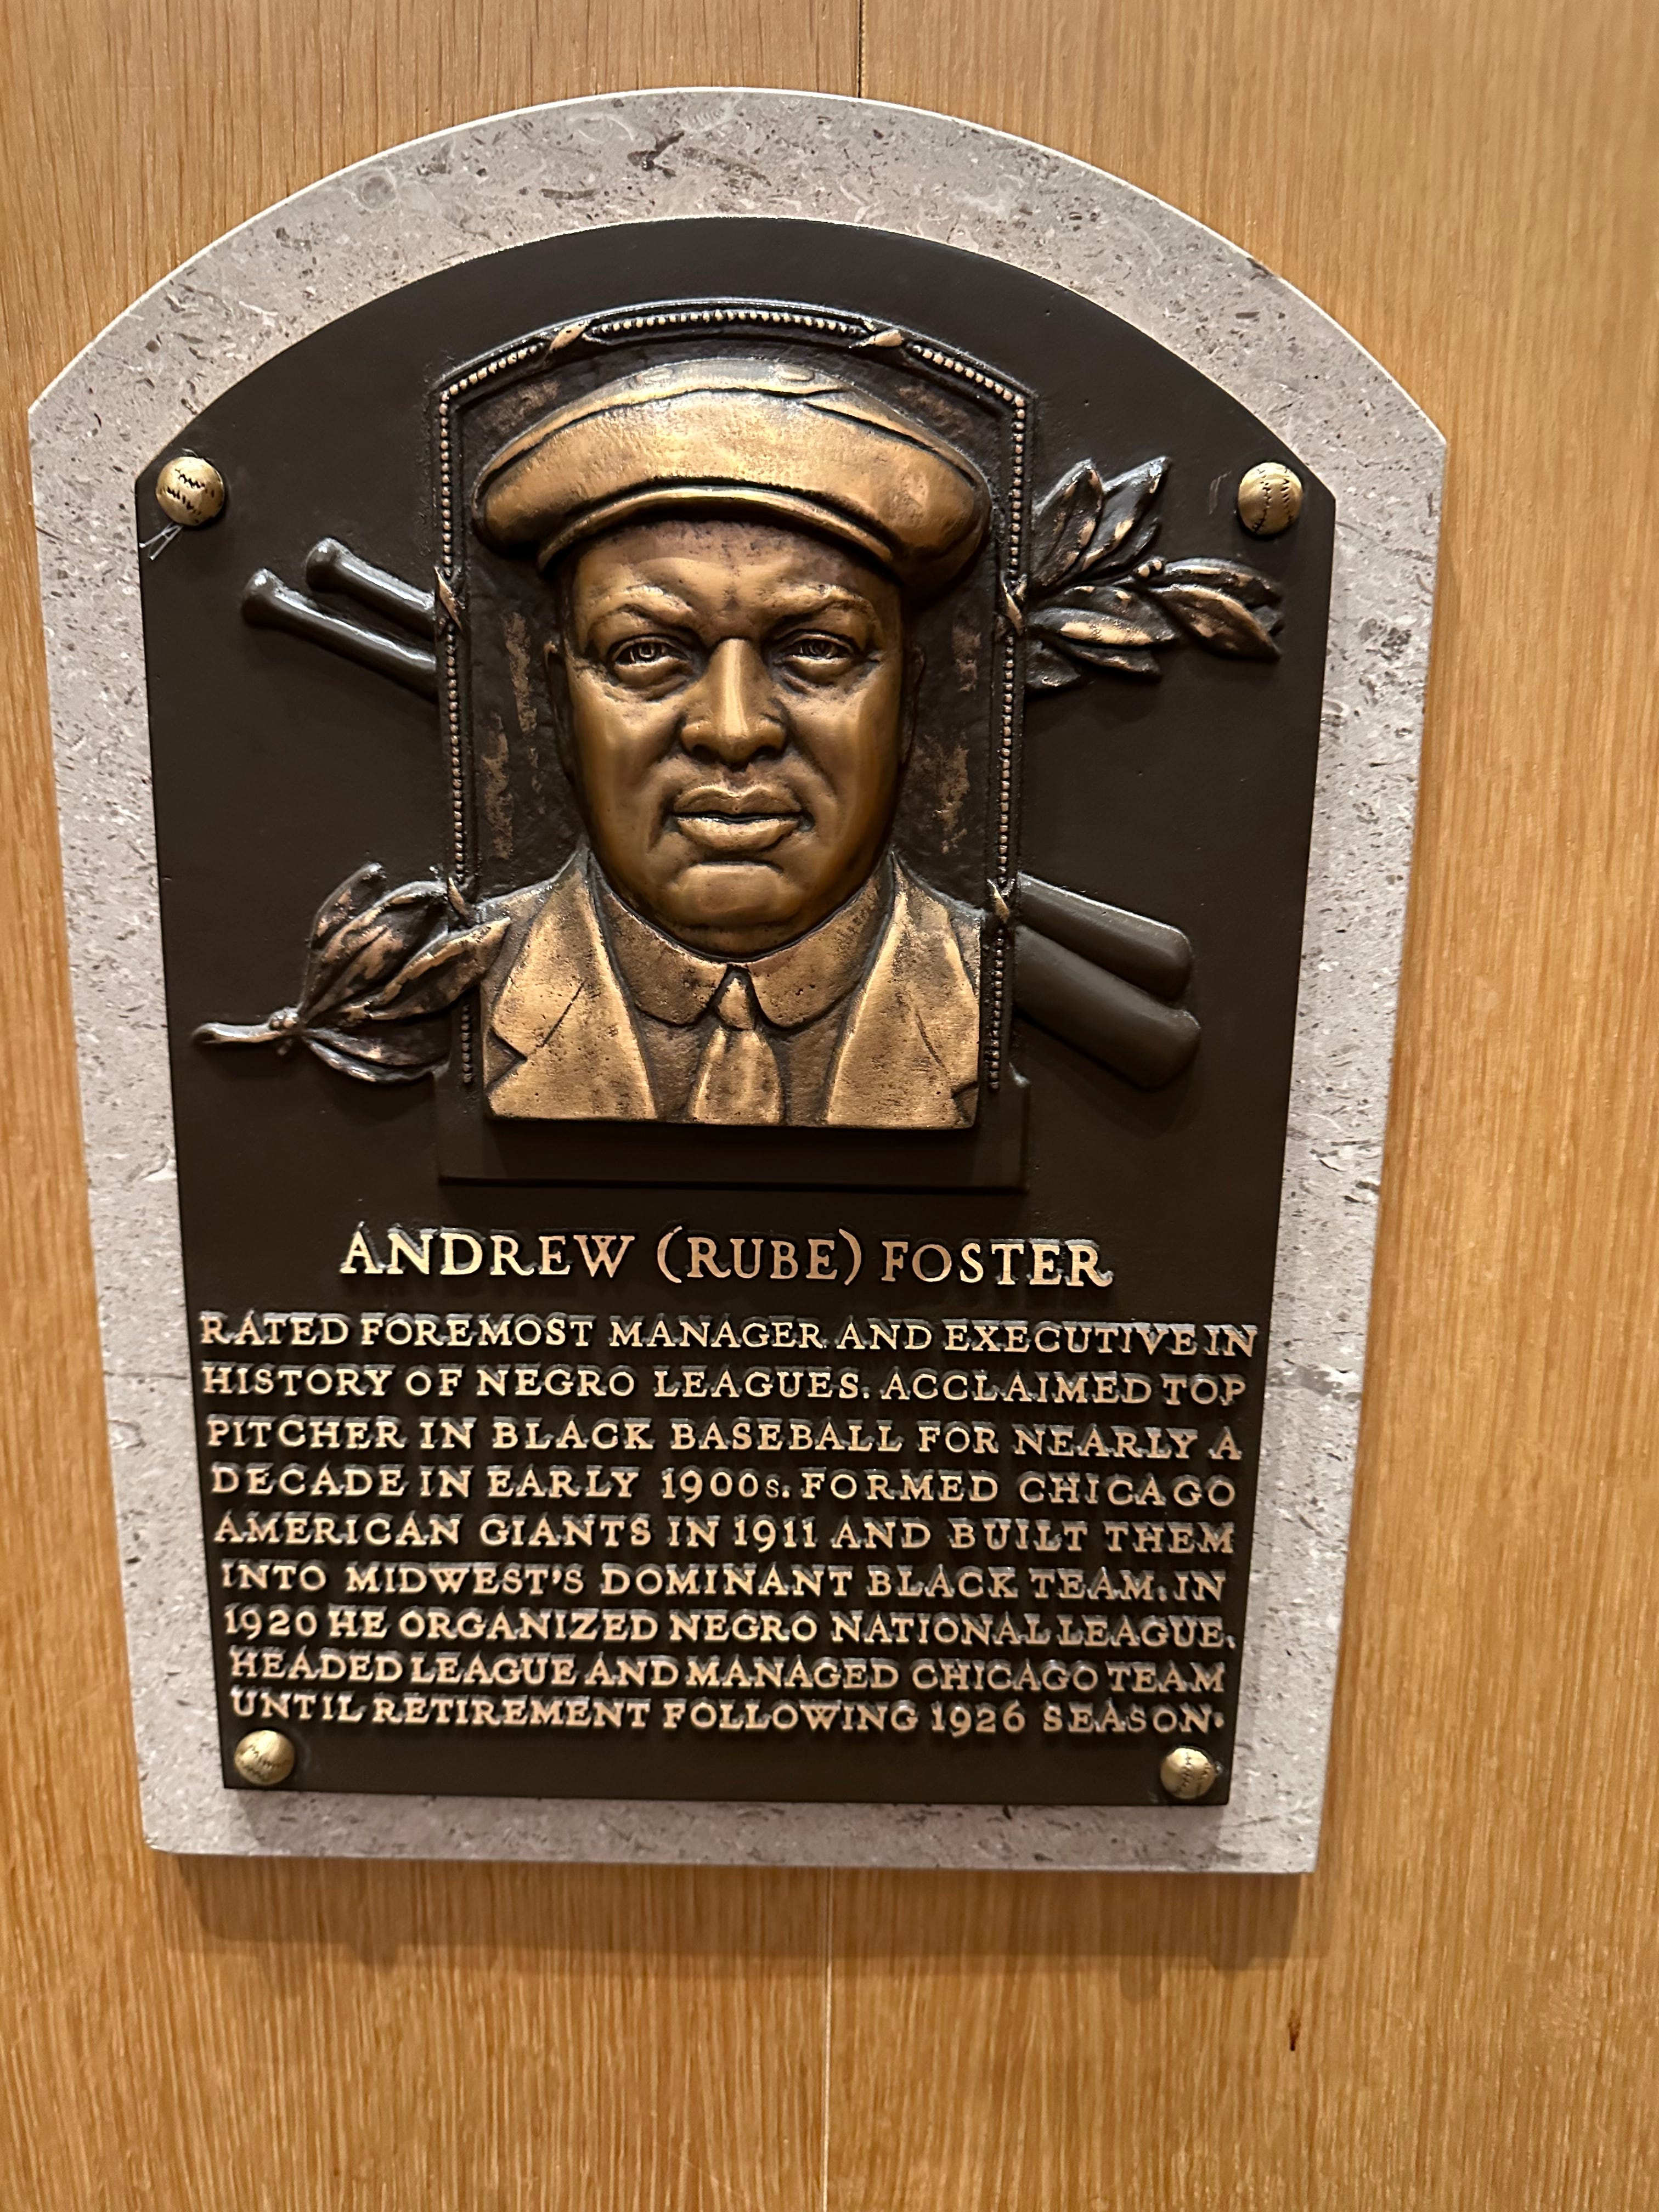 ANDREW (RUBE) FOSTER
RATED FOREMOST MANAGER AND EXECUTIVE IN
HISTORY OF NEGRO LEAGUES. ACCLAIMED TOP
PITCHER IN BLACK BASEBALL FOR NEARLY A
DECADE IN EARLY 1900s. FORMED CHICAGO
AMERICAN GIANTS IN 1911 AND BUILT THEM
INTO MIDWEST'S DOMINANT BLACK TEAM. IN
1920 HE ORGANIZED NEGRO NATIONAL LEAGUE.
HEADED LEAGUE AND MANAGED CHICAGO TEAM
UNTIL RETIREMENT FOLLOWING 1926 SEASON.